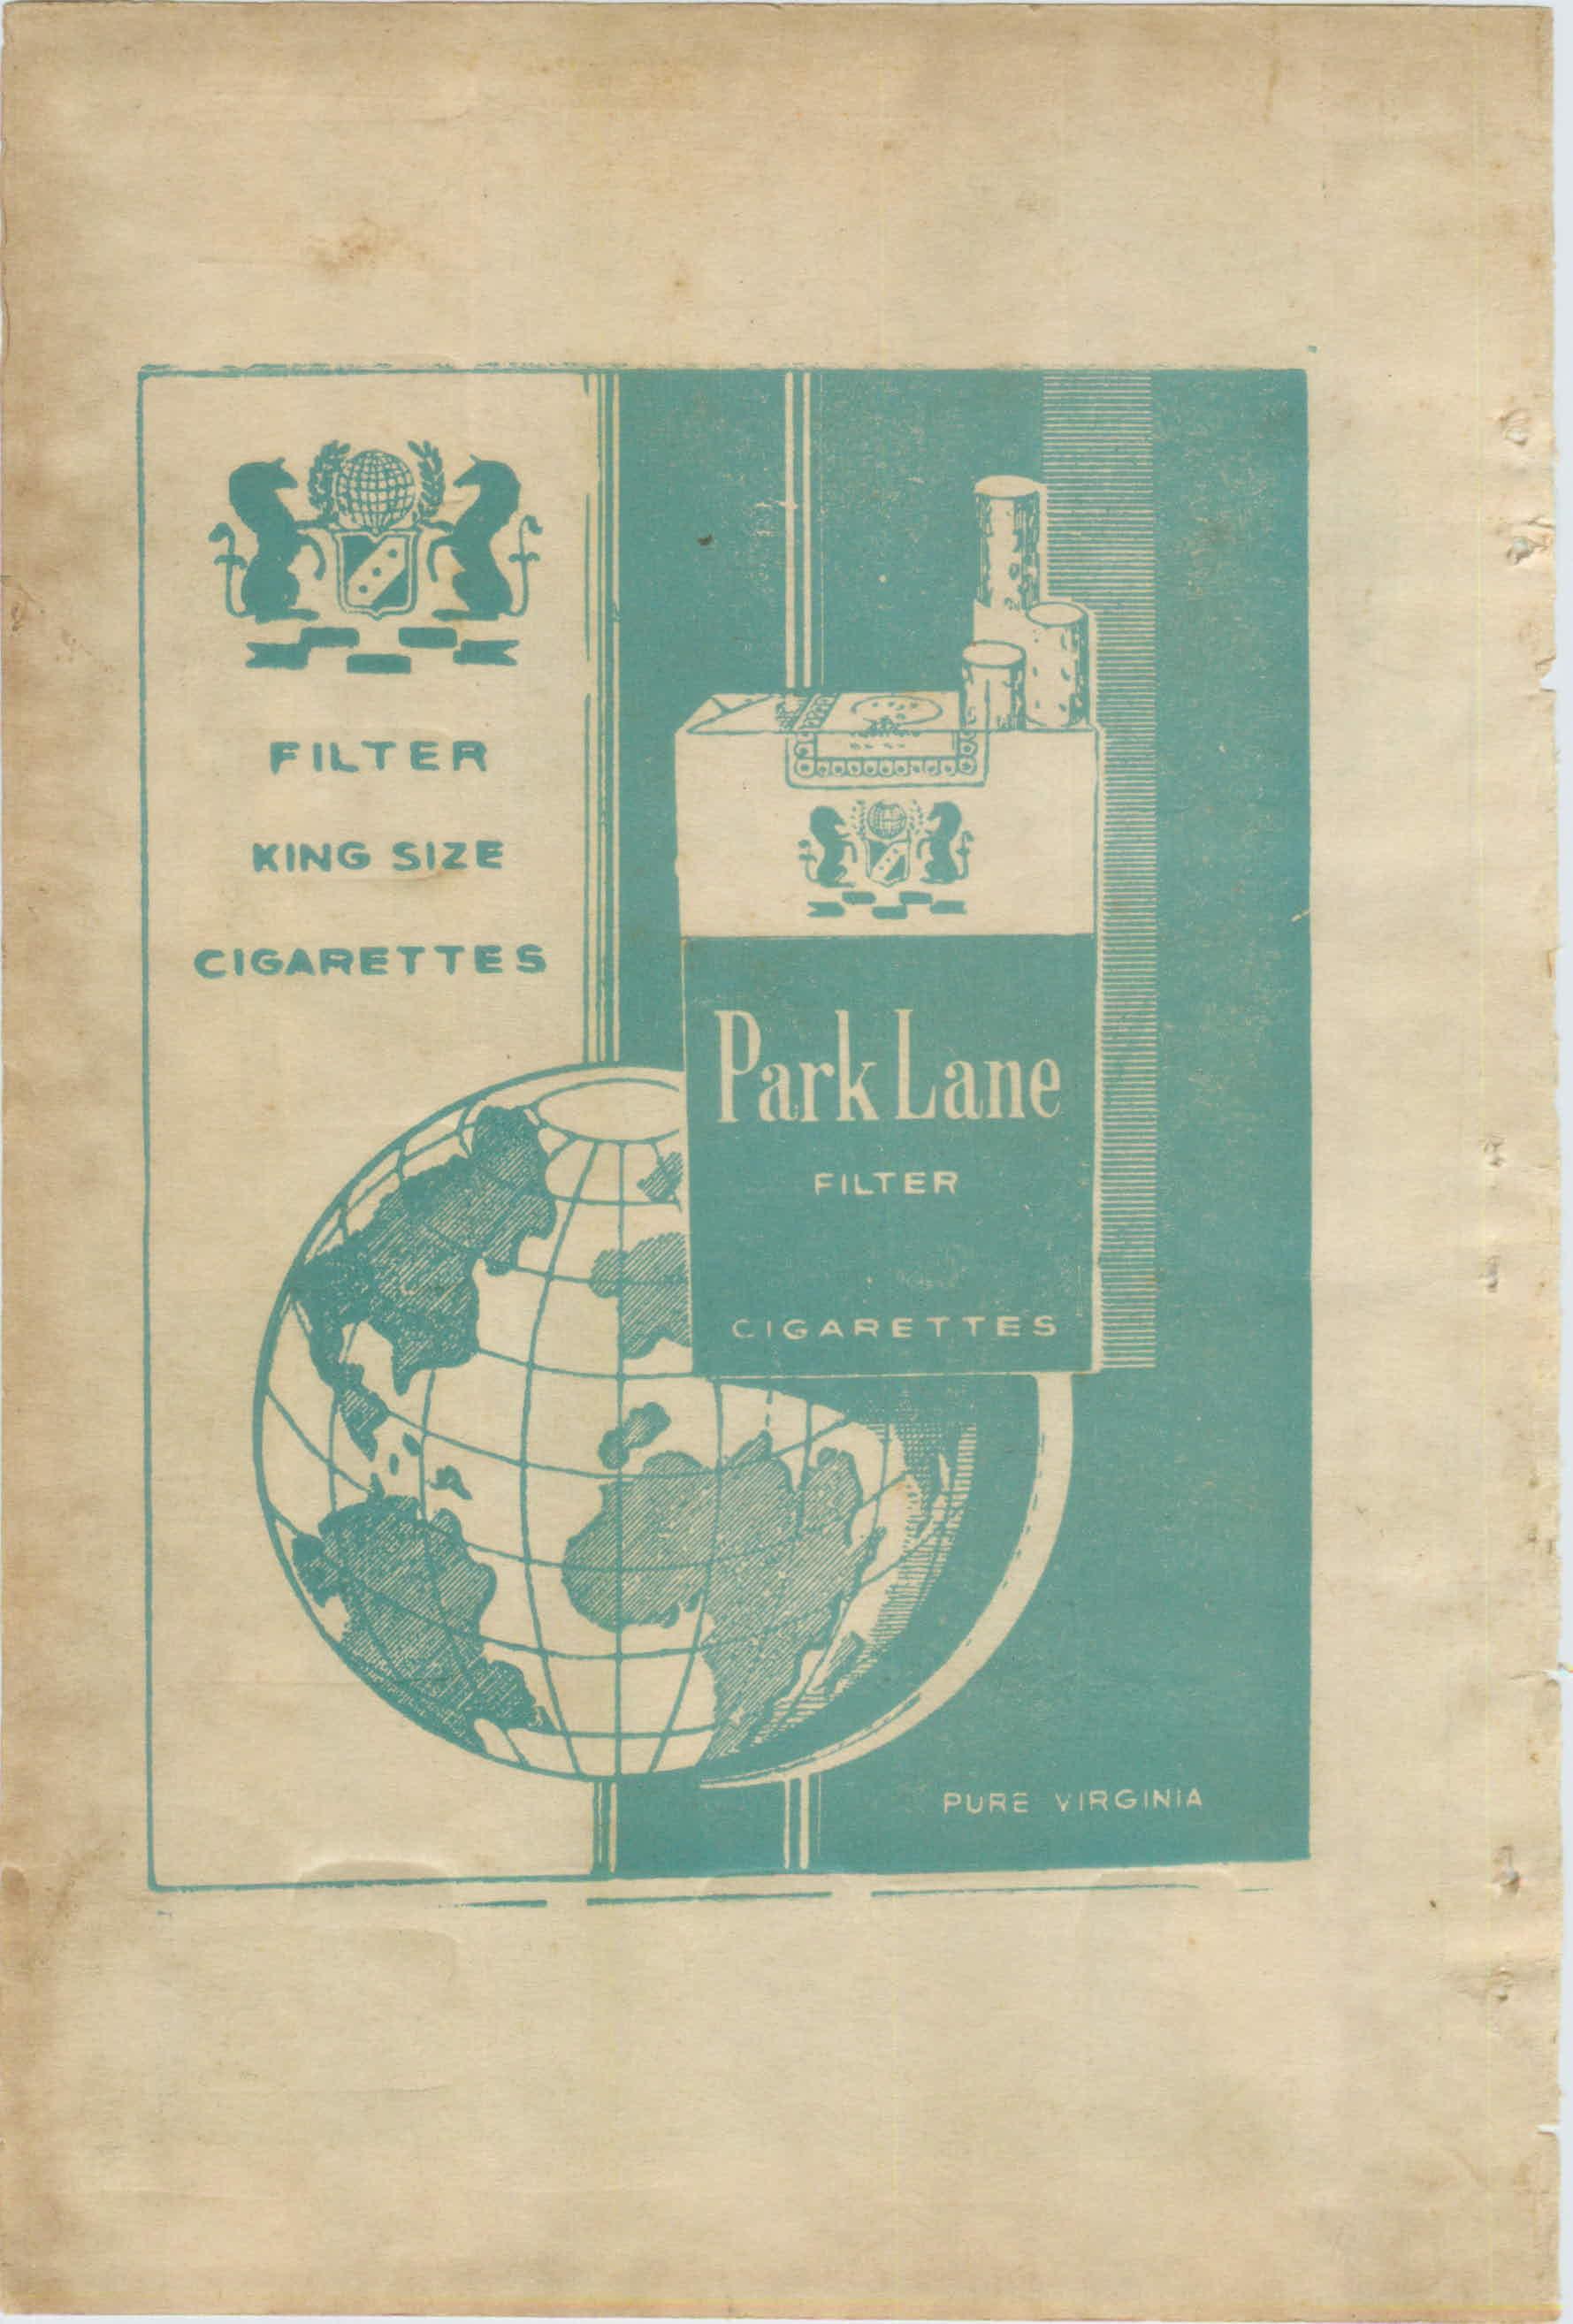 FILTER
KING SIZE
CIGARETTES
Park Lane
FILTER
CIGARETTES
PURE VIRGINIA